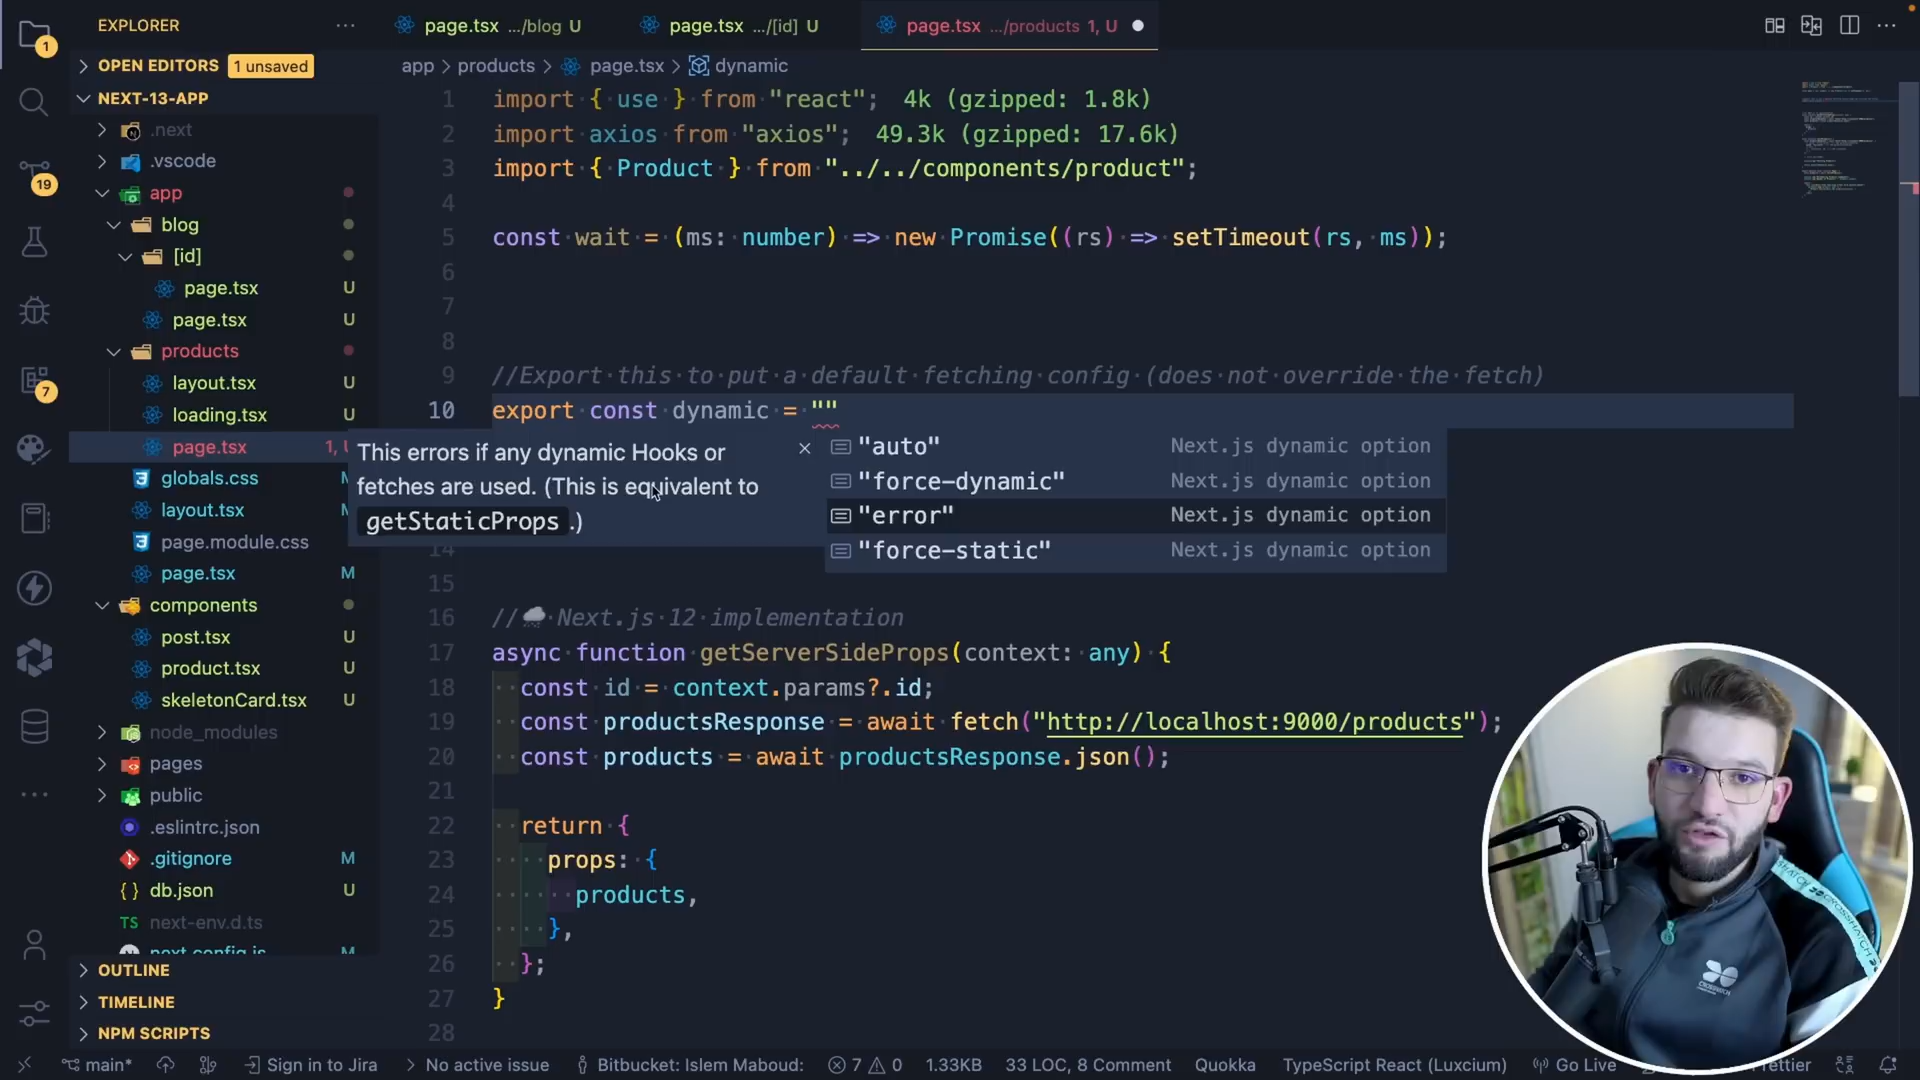 EXPLORER
OPEN EDITORS 1 unsaved
NEXT-13-APP
.next
.vscode
app
blog
[id]
page.tsx U
page.tsx U
products
layout.tsx U
loading.tsx U
page.tsx 1,
globals.css
layout.tsx
page.module.css
page.tsx M
components
post.tsx U
product.tsx U
skeletonCard.tsx U
node_modules
pages
public
.eslintrc.json
.gitignore M
db.json U
TS next-env.d.ts
next.config.js M
OUTLINE
TIMELINE
NPM SCRIPTS
1
19
7
page.tsx .../blog U
page.tsx .../[id] U
page.tsx .../products 1, U
app > products > page.tsx > dynamic
1 import { use } from "react"; 4k (gzipped: 1.8k)
2 import axios from "axios"; 49.3k (gzipped: 17.6k)
3 import { Product } from "../../components/product";
4
5 const wait = (ms: number) => new Promise((rs) => setTimeout(rs, ms));
6
7
8
9 //Export this to put a default fetching config (does not override the fetch)
10 export const dynamic = ""
This errors if any dynamic Hooks or
fetches are used. (This is equivalent to
getStaticProps .)
"auto" Next.js dynamic option
"force-dynamic" Next.js dynamic option
"error" Next.js dynamic option
"force-static" Next.js dynamic option
14
15
16 //🌧 Next.js 12 implementation
17 async function getServerSideProps(context: any) {
18 const id = context.params?.id;
19 const productsResponse = await fetch("http://localhost:9000/products");
20 const products = await productsResponse.json();
21
22 return {
23 props: {
24 products,
25 },
26 };
27 }
28
main* Sign in to Jira No active issue Bitbucket: Islem Maboud: 7 0 1.33KB 33 LOC, 8 Comment Quokka TypeScript React (Luxcium) Go Live Prettier